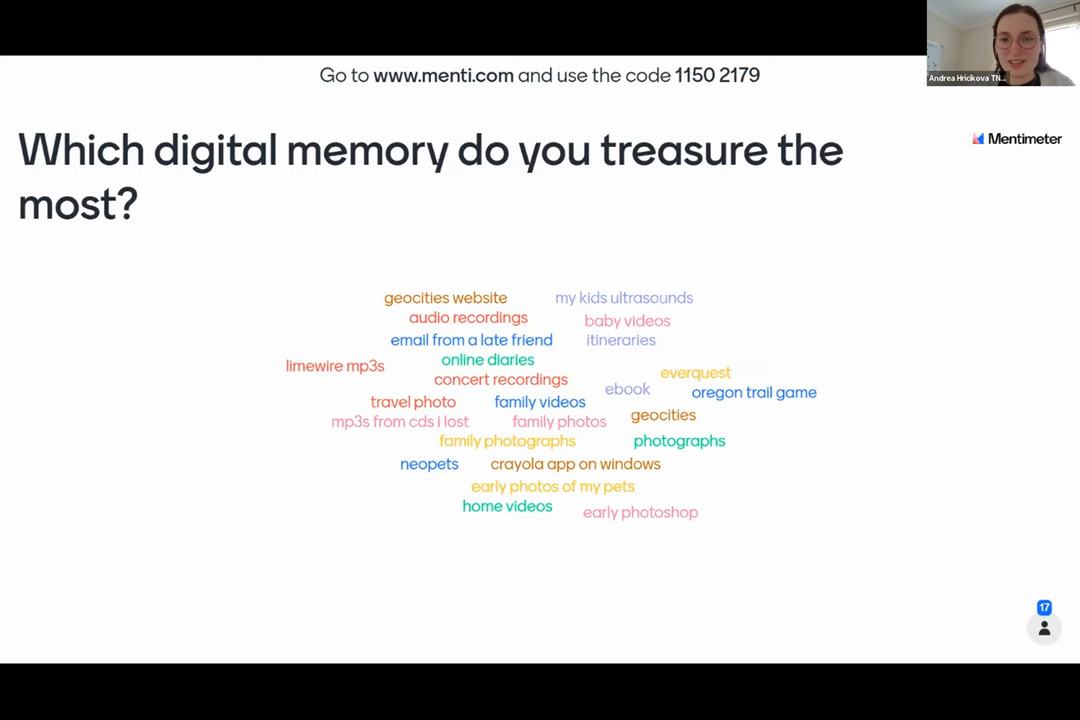 Andrea Hricikova TN...
Go to www.menti.com and use the code 1150 2179
Mentimeter
Which digital memory do you treasure the
most?
geocities website
my kids ultrasounds
audio recordings
baby videos
email from a late friend
itineraries
online diaries
limewire mp3s
everquest
concert recordings
ebook
oregon trail game
travel photo
family videos
geocities
mp3s from cds i lost
family photos
family photographs
photographs
neopets
crayola app on windows
early photos of my pets
home videos
early photoshop
17